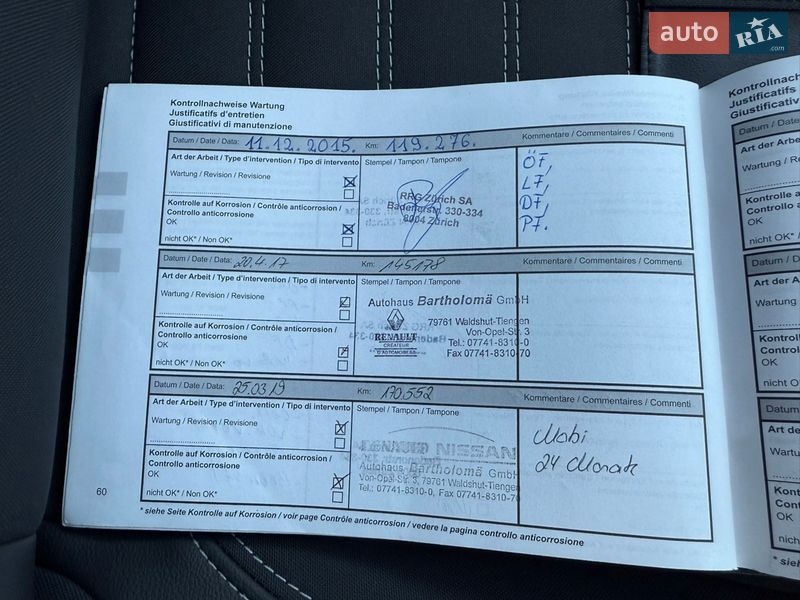 auto RIA .com
Kontrollnachweise Wartung
Justificatifs d'entretien
Giustificativi di manutenzione
Datum / Date / Data: 11.12.2015. Km: 119.276. Kommentare / Commentaires / Commenti
Art der Arbeit / Type d'intervention / Tipo di intervento
Stempel / Tampon / Tampone
Wartung / Revision / Revisione
Kontrolle auf Korrosion / Contrôle anticorrosion /
Controllo anticorrosione
OK
nicht OK* / Non OK*
RRG Zürich SA
Badenerstr. 330-334
8004 Zürich
ÖF,
LF,
DF,
PF.
Datum / Date / Data: 20.4.17 Km: 145178 Kommentare / Commentaires / Commenti
Art der Arbeit / Type d'intervention / Tipo di intervento
Stempel / Tampon / Tampone
Wartung / Revision / Revisione
Kontrolle auf Korrosion / Contrôle anticorrosion /
Controllo anticorrosione
OK
nicht OK* / Non OK*
Autohaus Bartholomä GmbH
RENAULT
CREATEUR
D'AUTOMOBILES
79761 Waldshut-Tiengen
Von-Opel-Str. 3
Tel.: 07741-8310-0
Fax 07741-8310-70
Datum / Date / Data: 25.03.19 Km: 170.552 Kommentare / Commentaires / Commenti
Art der Arbeit / Type d'intervention / Tipo di intervento
Stempel / Tampon / Tampone
Wartung / Revision / Revisione
Kontrolle auf Korrosion / Contrôle anticorrosion /
Controllo anticorrosione
OK
nicht OK* / Non OK*
RENAULT NISSAN
Autohaus Bartholomä GmbH
Von-Opel-Str. 3, 79761 Waldshut-Tiengen
Tel.: 07741-8310-0, Fax 07741-8310-70
Mobi
24 Monate
60
* siehe Seite Kontrolle auf Korrosion / voir page Contrôle anticorrosion / vedere la pagina controllo anticorrosione